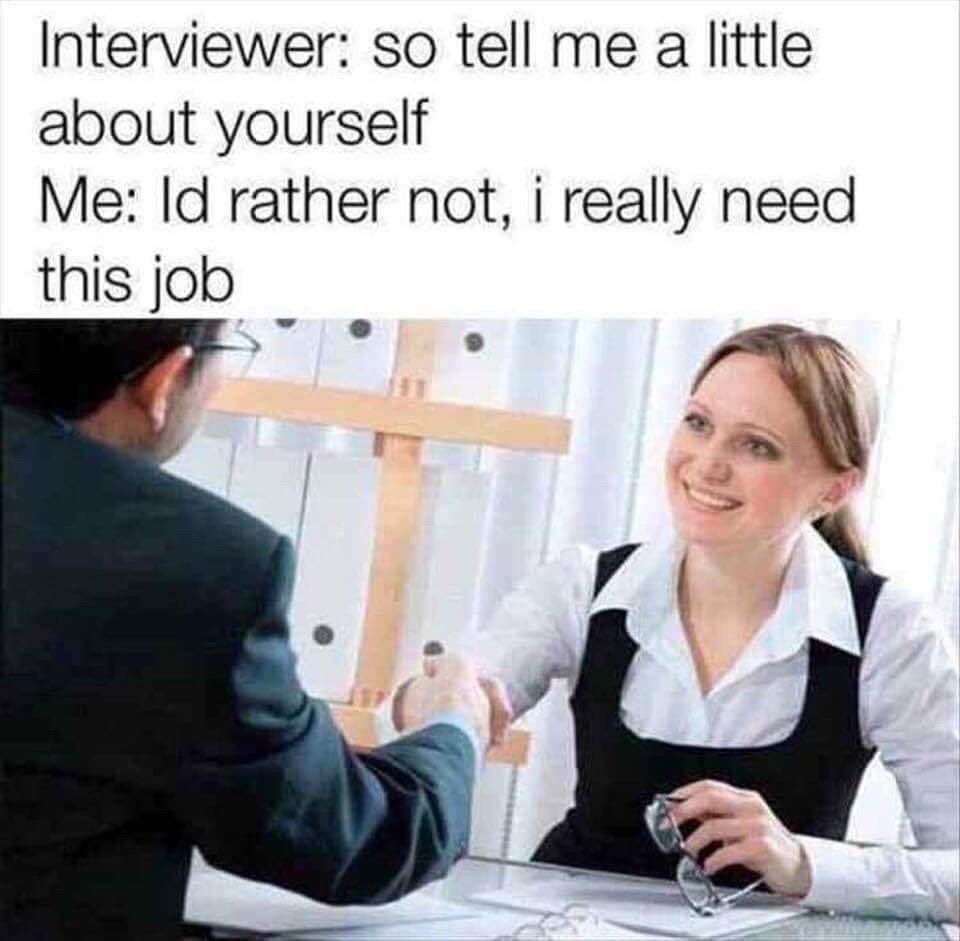 Interviewer: so tell me a little
about yourself
Me: Id rather not, i really need
this job